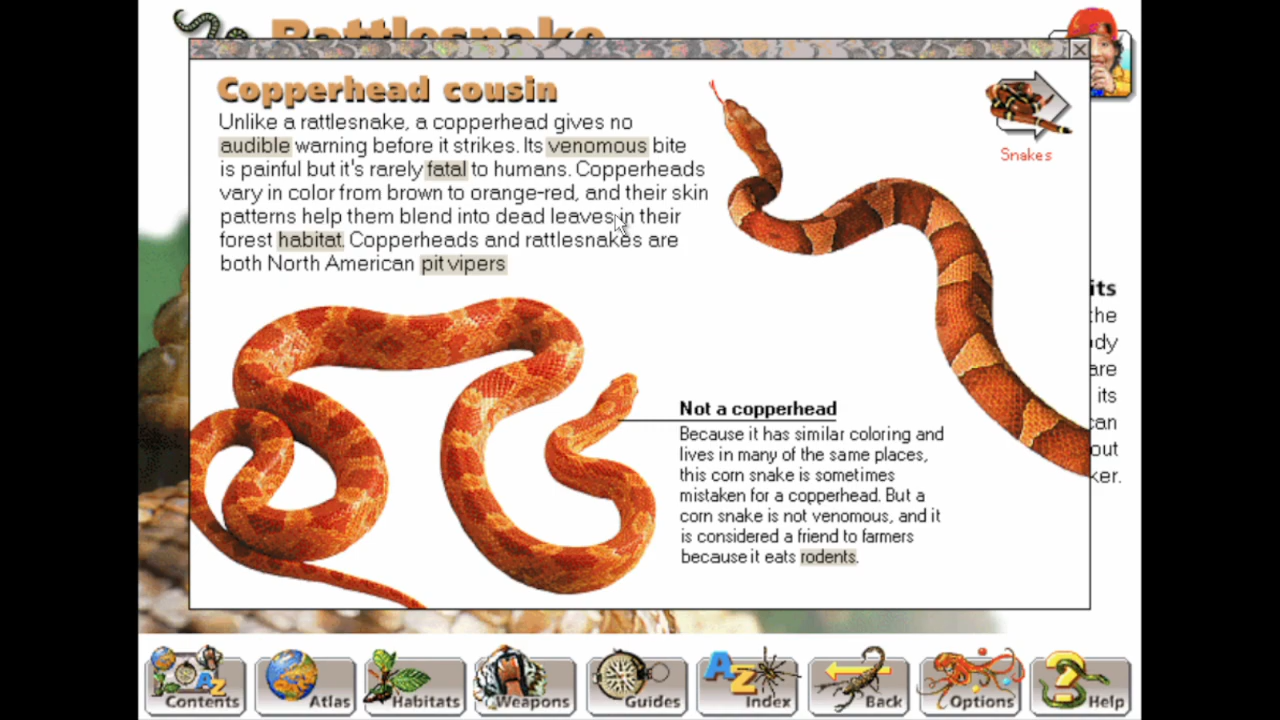 Rattlesnake
Copperhead cousin
Unlike a rattlesnake, a copperhead gives no
audible warning before it strikes. Its venomous bite
is painful but it's rarely fatal to humans. Copperheads
vary in color from brown to orange-red, and their skin
patterns help them blend into dead leaves in their
forest habitat. Copperheads and rattlesnakes are
both North American pit vipers
Snakes
Not a copperhead
Because it has similar coloring and
lives in many of the same places,
this corn snake is sometimes
mistaken for a copperhead. But a
corn snake is not venomous, and it
is considered a friend to farmers
because it eats rodents.
the
are
its
Contents
Atlas
Habitats
Weapons
Guides
AZ
Index
Back
Options
?
Help